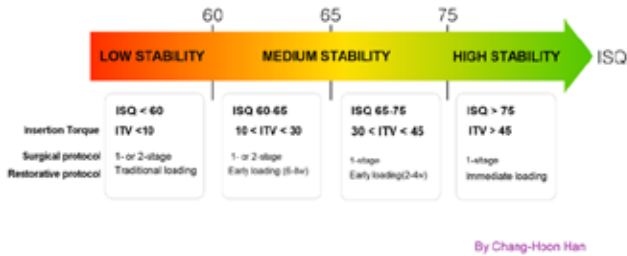 60 65 75
LOW STABILITY MEDIUM STABILITY HIGH STABILITY ISQ
ISQ < 60 ISQ 60-65 ISQ 65-75 ISQ > 75
Insertion Torque ITV <10 10 < ITV < 30 30 < ITV < 45 ITV > 45
Surgical protocol 1- or 2-stage 1- or 2-stage 1-stage 1-stage
Restorative protocol Traditional loading Early loading (6-8w) Early loading(2-4w) Immediate loading
By Chang-Hoon Han